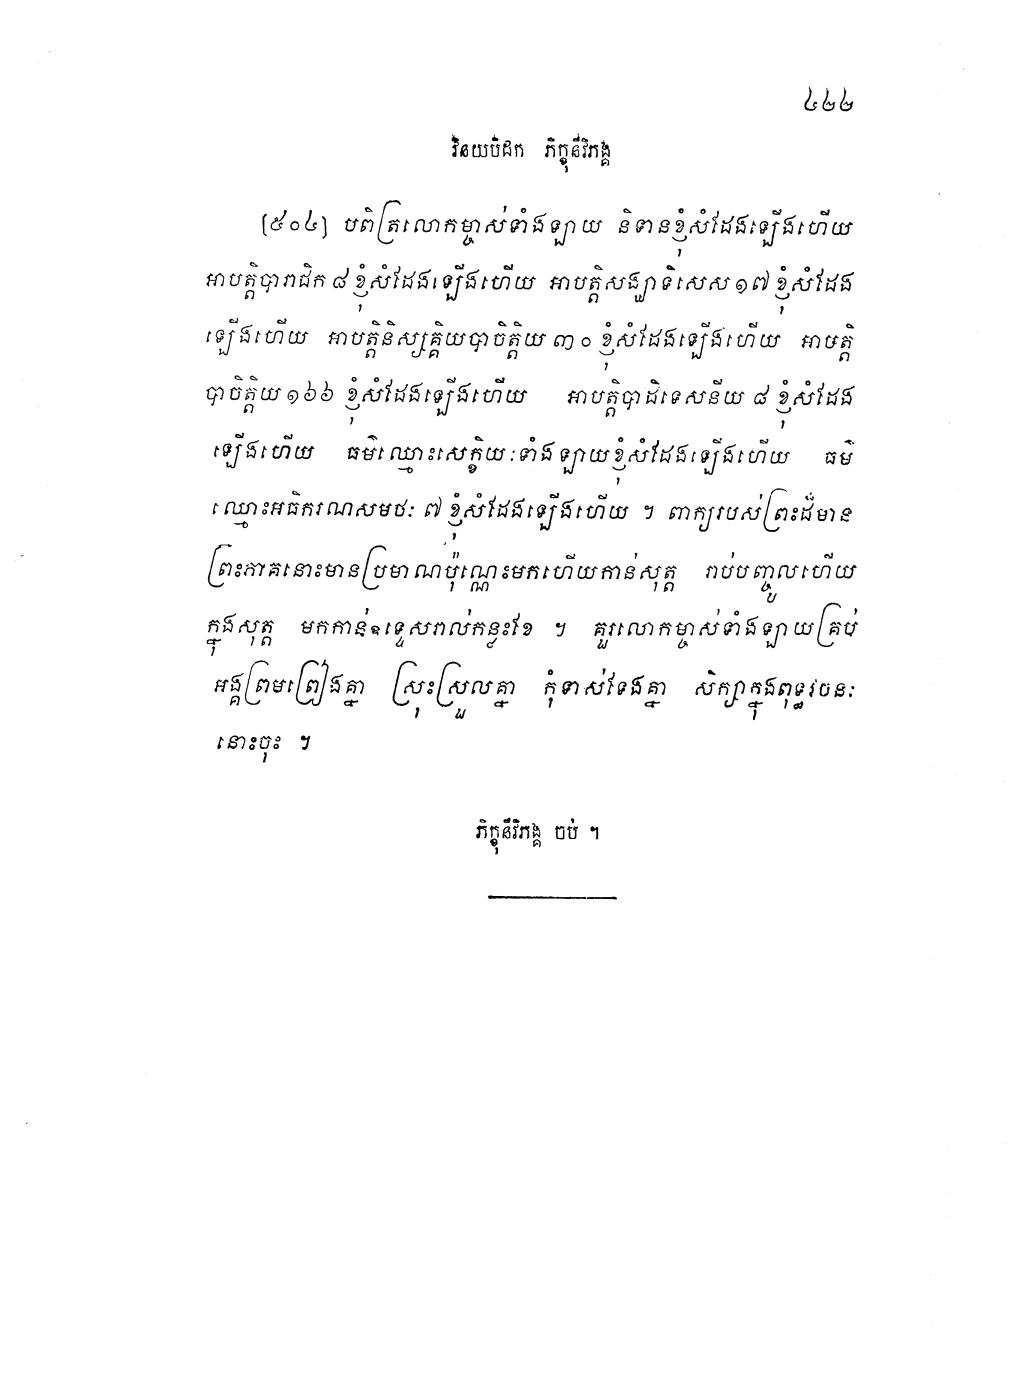 ៤២២
វិនយបិដក ភិក្ខុនីវិភង្គ
[៥០៤] បពិត្រលោកម្ចាស់ទាំងឡាយ និទានខ្ញុំសំដែងឡើងហើយ
អាបត្តិបារាជិក ៨ ខ្ញុំសំដែងឡើងហើយ អាបត្តិសង្ឃាទិសេស ១៧ ខ្ញុំសំដែង
ឡើងហើយ អាបត្តិនិស្សគ្គិយបាចិត្តិយ ៣០ ខ្ញុំសំដែងឡើងហើយ អាបត្តិ
បាចិត្តិយ ១៦៦ ខ្ញុំសំដែងឡើងហើយ អាបត្តិបាដិទេសនីយ ៨ ខ្ញុំសំដែង
ឡើងហើយ ធម៌ឈ្មោះសេក្ខិយៈទាំងឡាយខ្ញុំសំដែងឡើងហើយ ធម៌
ឈ្មោះអធិករណសមថៈ ៧ ខ្ញុំសំដែងឡើងហើយ ។ ពាក្យរបស់ព្រះដ៏មាន
ព្រះភាគនោះមានប្រមាណប៉ុណ្ណេះមកហើយកាន់សុត្ត រាប់បញ្ចូលហើយ
ក្នុងសុត្ត មកកាន់ឧទ្ទេសរាល់កន្លះខែ ។ គួរលោកម្ចាស់ទាំងឡាយគ្រប់
អង្គព្រមព្រៀងគ្នា ស្រុះស្រួលគ្នា កុំទាស់ទែងគ្នា សិក្សាក្នុងពុទ្ធវចនៈ
នោះចុះ ។
ភិក្ខុនីវិភង្គ ចប់ ។